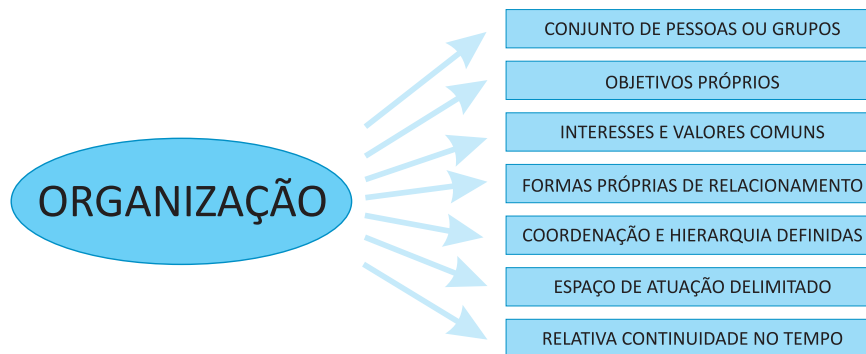 ORGANIZAÇÃO
CONJUNTO DE PESSOAS OU GRUPOS
OBJETIVOS PRÓPRIOS
INTERESSES E VALORES COMUNS
FORMAS PRÓPRIAS DE RELACIONAMENTO
COORDENAÇÃO E HIERARQUIA DEFINIDAS
ESPAÇO DE ATUAÇÃO DELIMITADO
RELATIVA CONTINUIDADE NO TEMPO